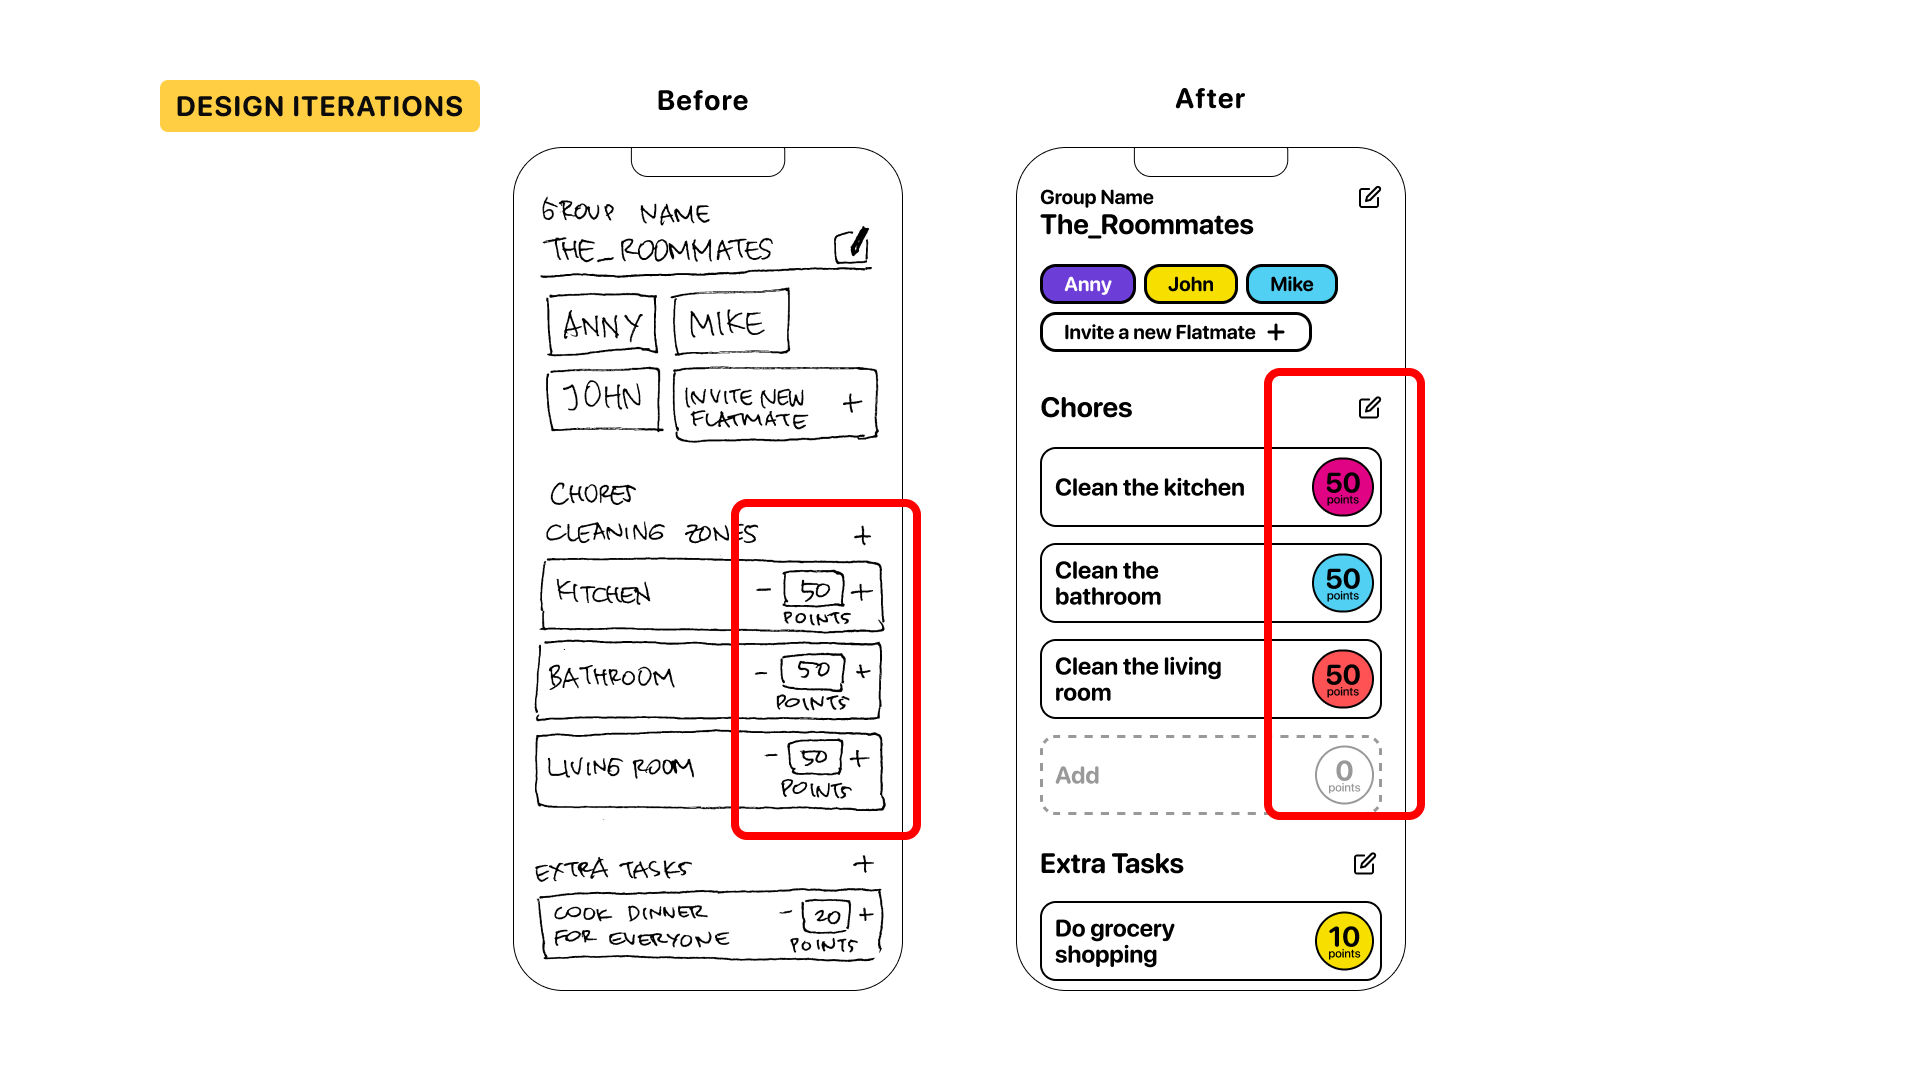 DESIGN ITERATIONS
Before
GROUP NAME
THE_ROOMMATES
ANNY
MIKE
JOHN
INVITE NEW
FLATMATE
+
CHORES
CLEANING ZONES
+
KITCHEN
- 50 +
POINTS
BATHROOM
- 50 +
POINTS
LIVING ROOM
- 50 +
POINTS
EXTRA TASKS
+
COOK DINNER
FOR EVERYONE
- 20 +
POINTS
After
Group Name
The_Roommates
Anny
John
Mike
Invite a new Flatmate +
Chores
Clean the kitchen
50
points
Clean the
bathroom
50
points
Clean the living
room
50
points
Add
0
points
Extra Tasks
Do grocery
shopping
10
points